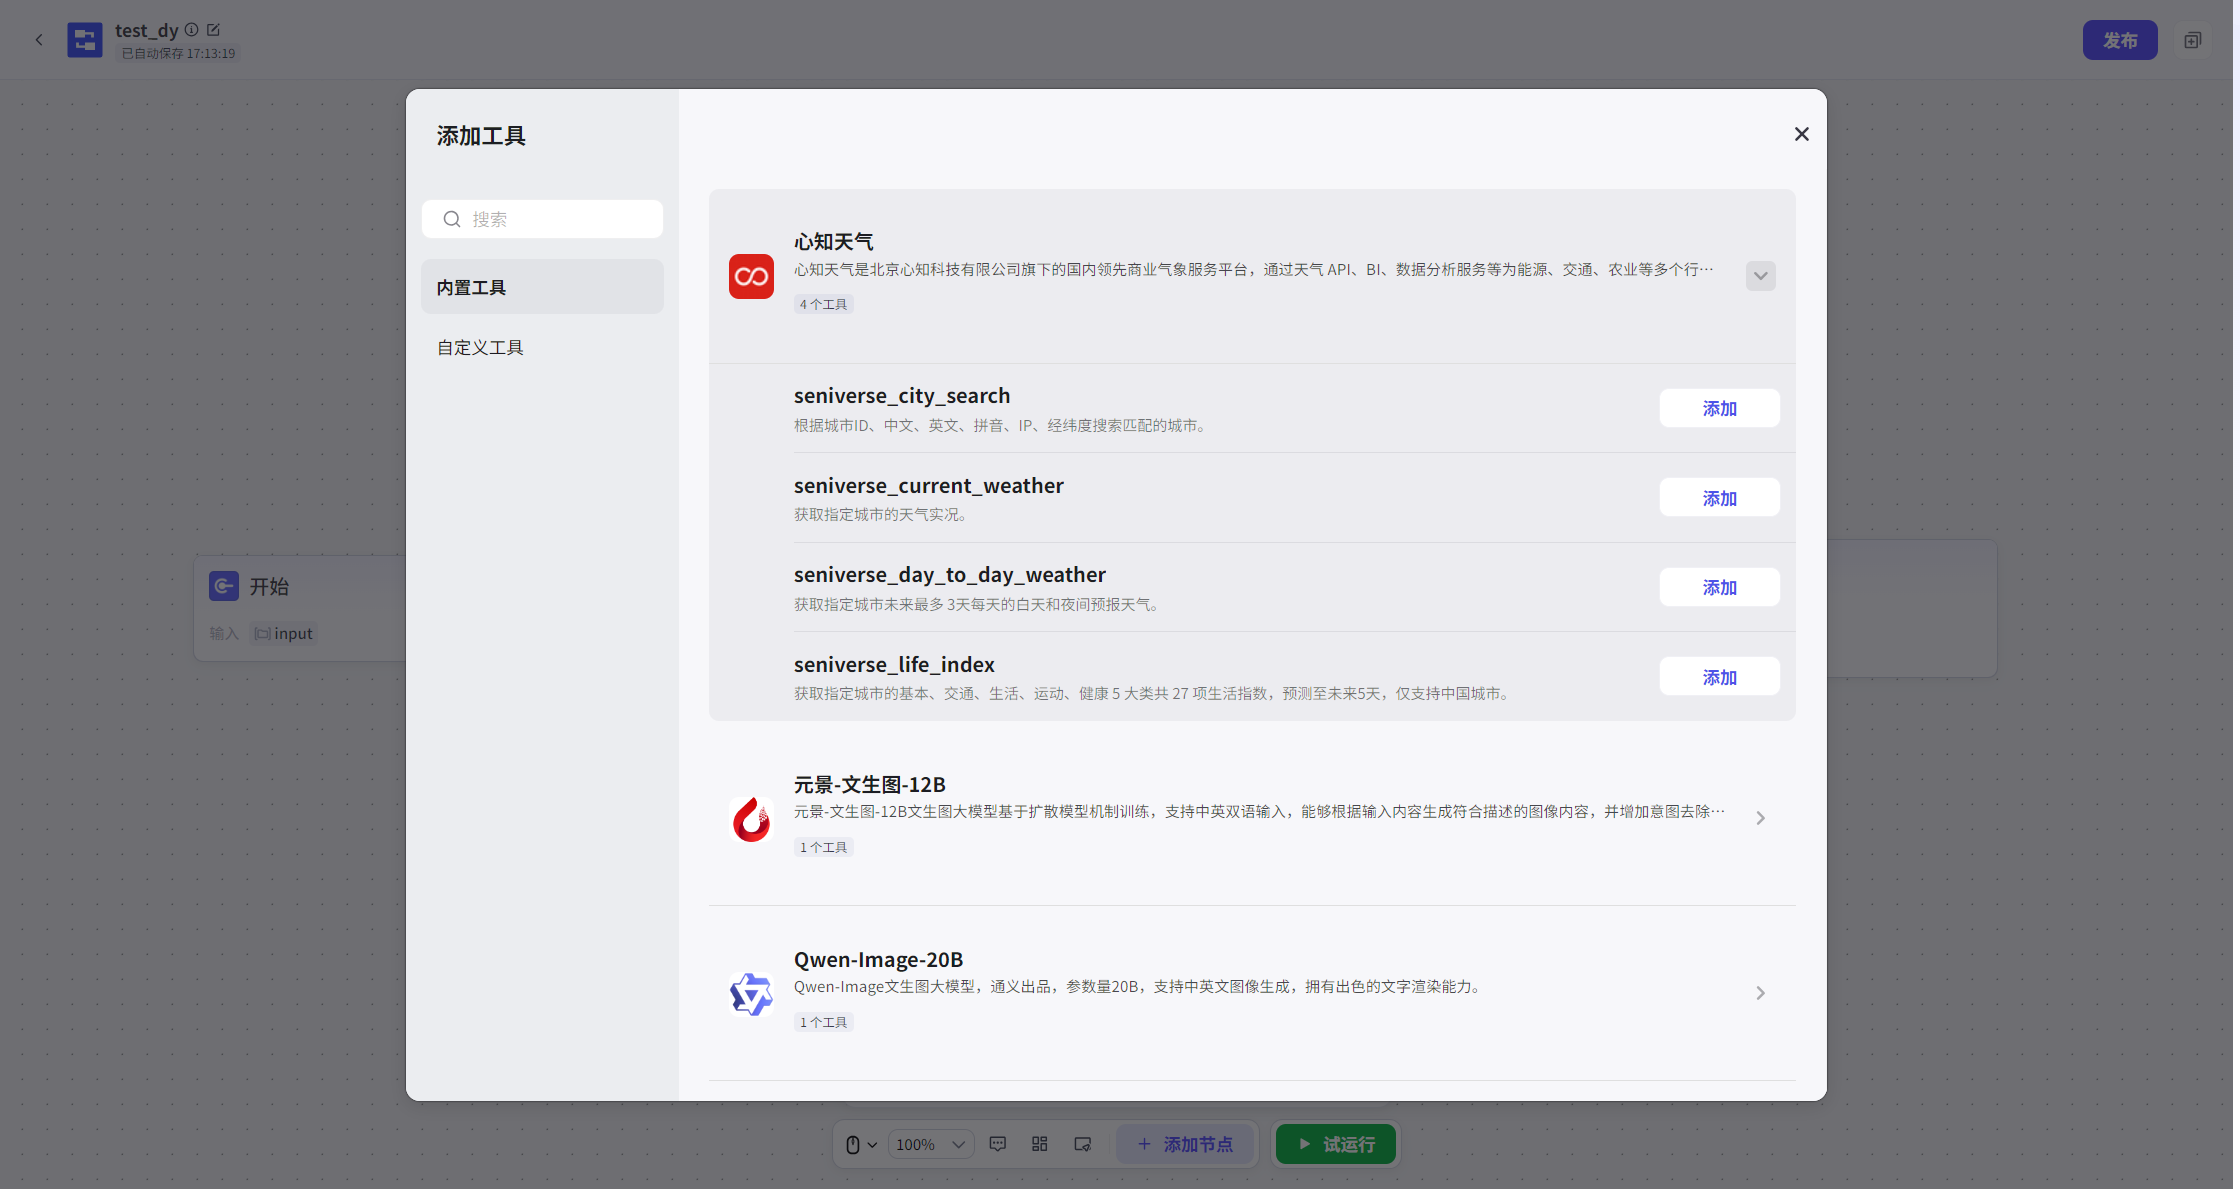 test_dy
已自动保存 17:13:19
发布
添加工具
搜索
内置工具
自定义工具
心知天气
心知天气是北京心知科技有限公司旗下的国内领先商业气象服务平台，通过天气 API、BI、数据分析服务等为能源、交通、农业等多个行…
4 个工具
seniverse_city_search
根据城市ID、中文、英文、拼音、IP、经纬度搜索匹配的城市。
添加
seniverse_current_weather
获取指定城市的天气实况。
添加
seniverse_day_to_day_weather
获取指定城市未来最多 3天每天的白天和夜间预报天气。
添加
seniverse_life_index
获取指定城市的基本、交通、生活、运动、健康 5 大类共 27 项生活指数，预测至未来5天，仅支持中国城市。
添加
元景-文生图-12B
元景-文生图-12B文生图大模型基于扩散模型机制训练，支持中英双语输入，能够根据输入内容生成符合描述的图像内容，并增加意图去除…
1 个工具
Qwen-Image-20B
Qwen-Image文生图大模型，通义出品，参数量20B，支持中英文图像生成，拥有出色的文字渲染能力。
1 个工具
开始
输入 input
100%
添加节点
试运行